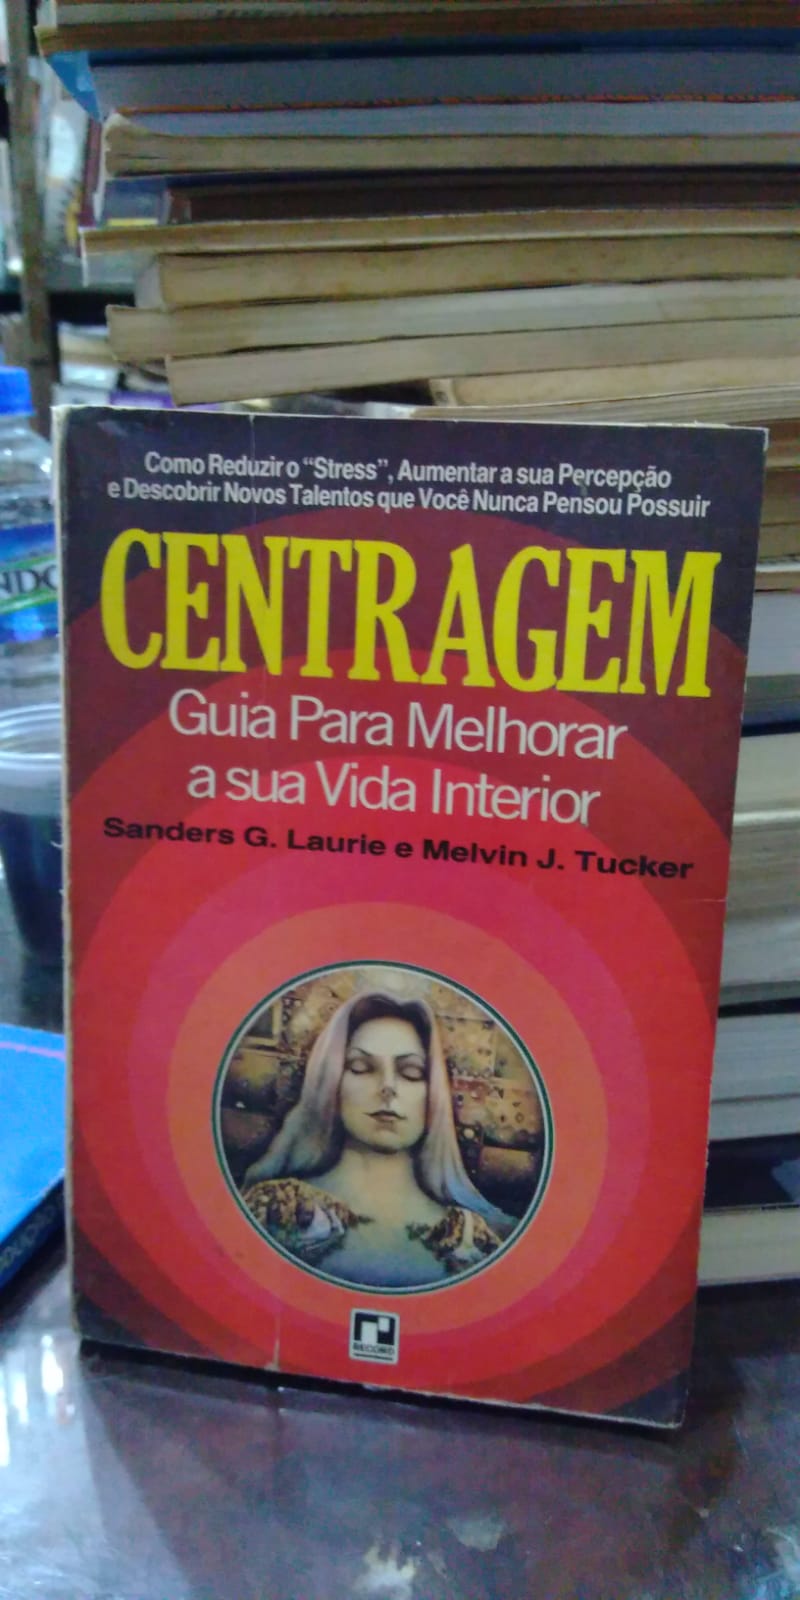 Como Reduzir o "Stress", Aumentar a sua Percepção
e Descobrir Novos Talentos que Você Nunca Pensou Possuir
CENTRAGEM
Guia Para Melhorar
a sua Vida Interior
Sanders G. Laurie e Melvin J. Tucker
RECORD